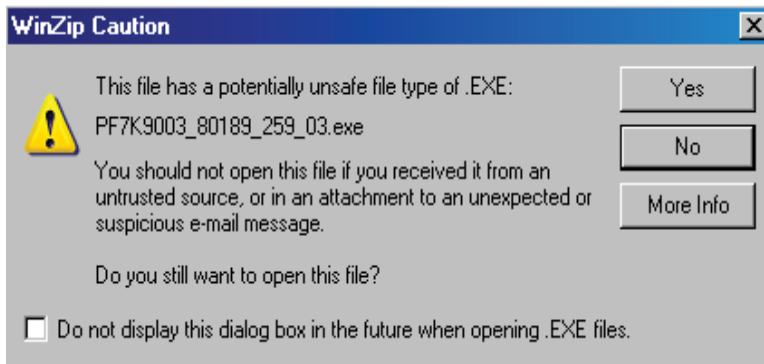 WinZip Caution
This file has a potentially unsafe file type of .EXE:
PF7K9003_80189_259_03.exe
You should not open this file if you received it from an
untrusted source, or in an attachment to an unexpected or
suspicious e-mail message.
Do you still want to open this file?
Yes
No
More Info
Do not display this dialog box in the future when opening .EXE files.